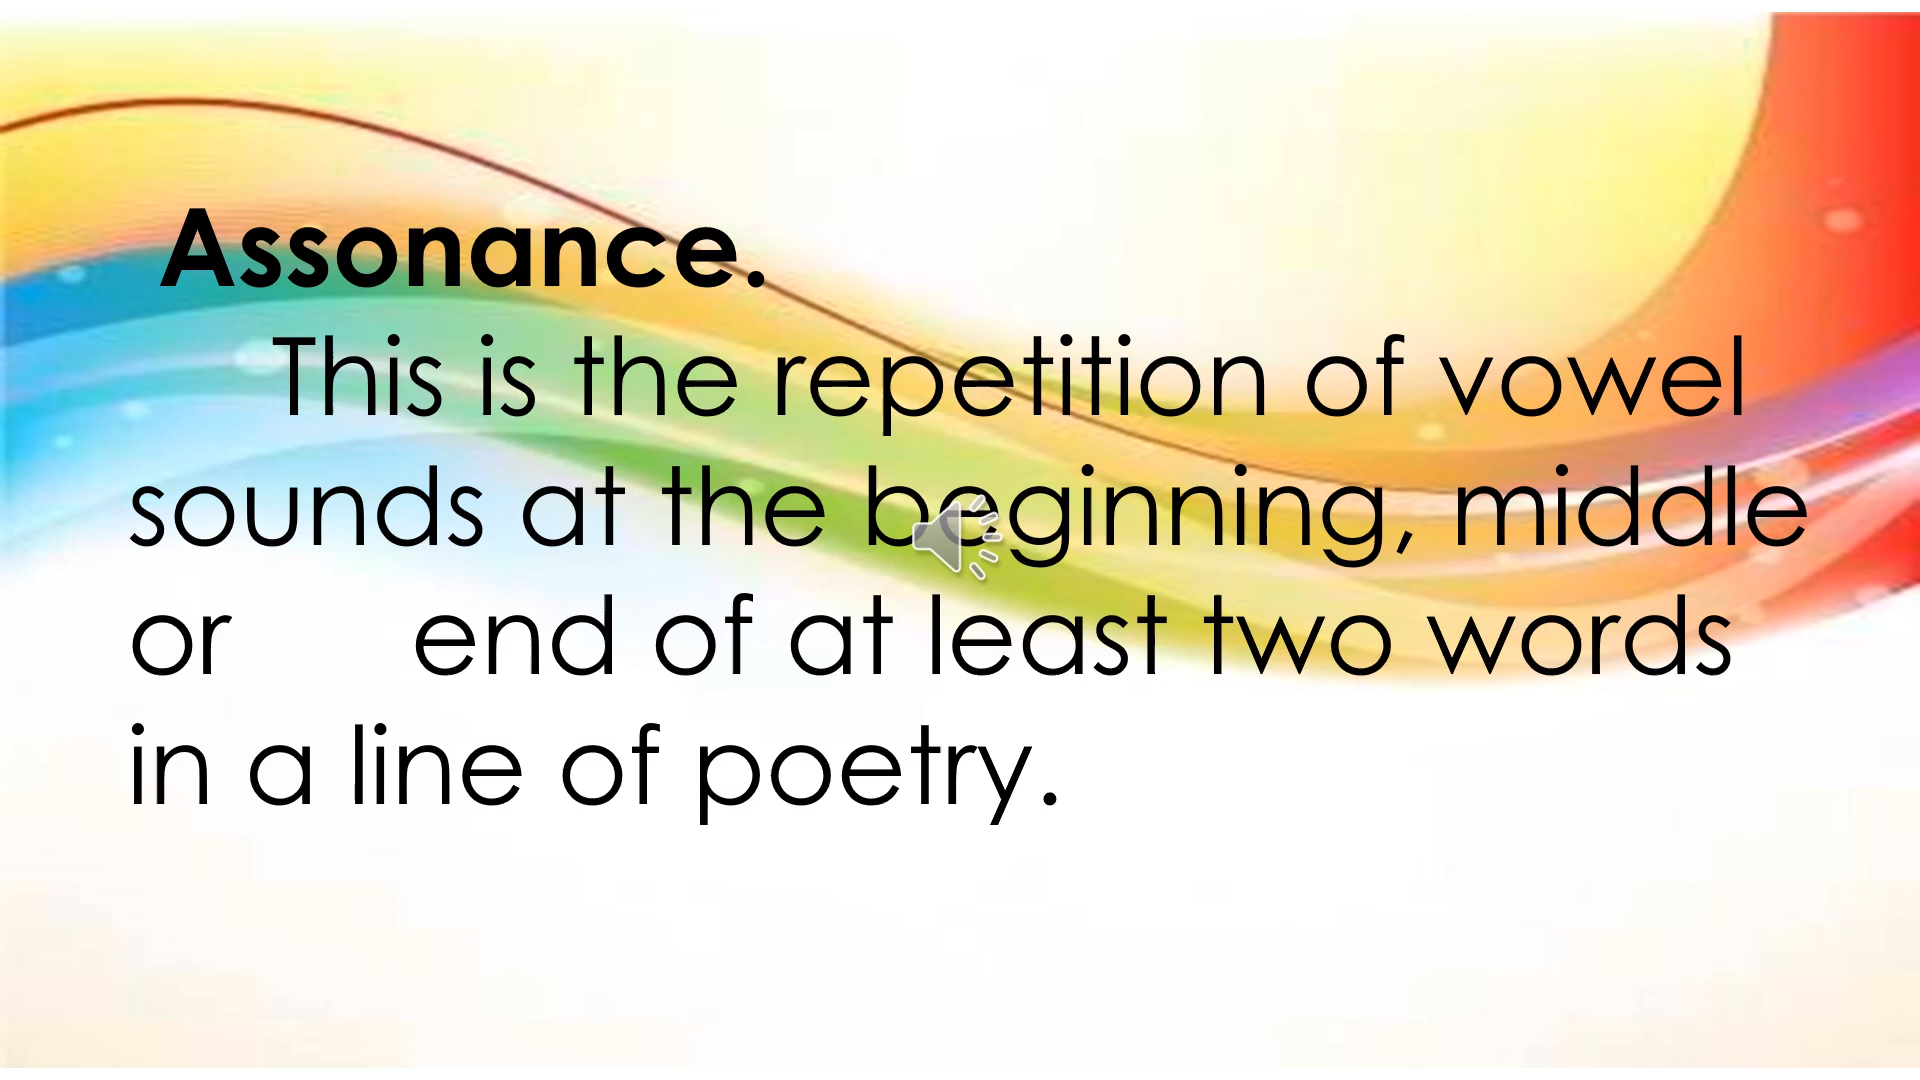 Assonance.
This is the repetition of vowel
sounds at the beginning, middle
or end of at least two words
in a line of poetry.